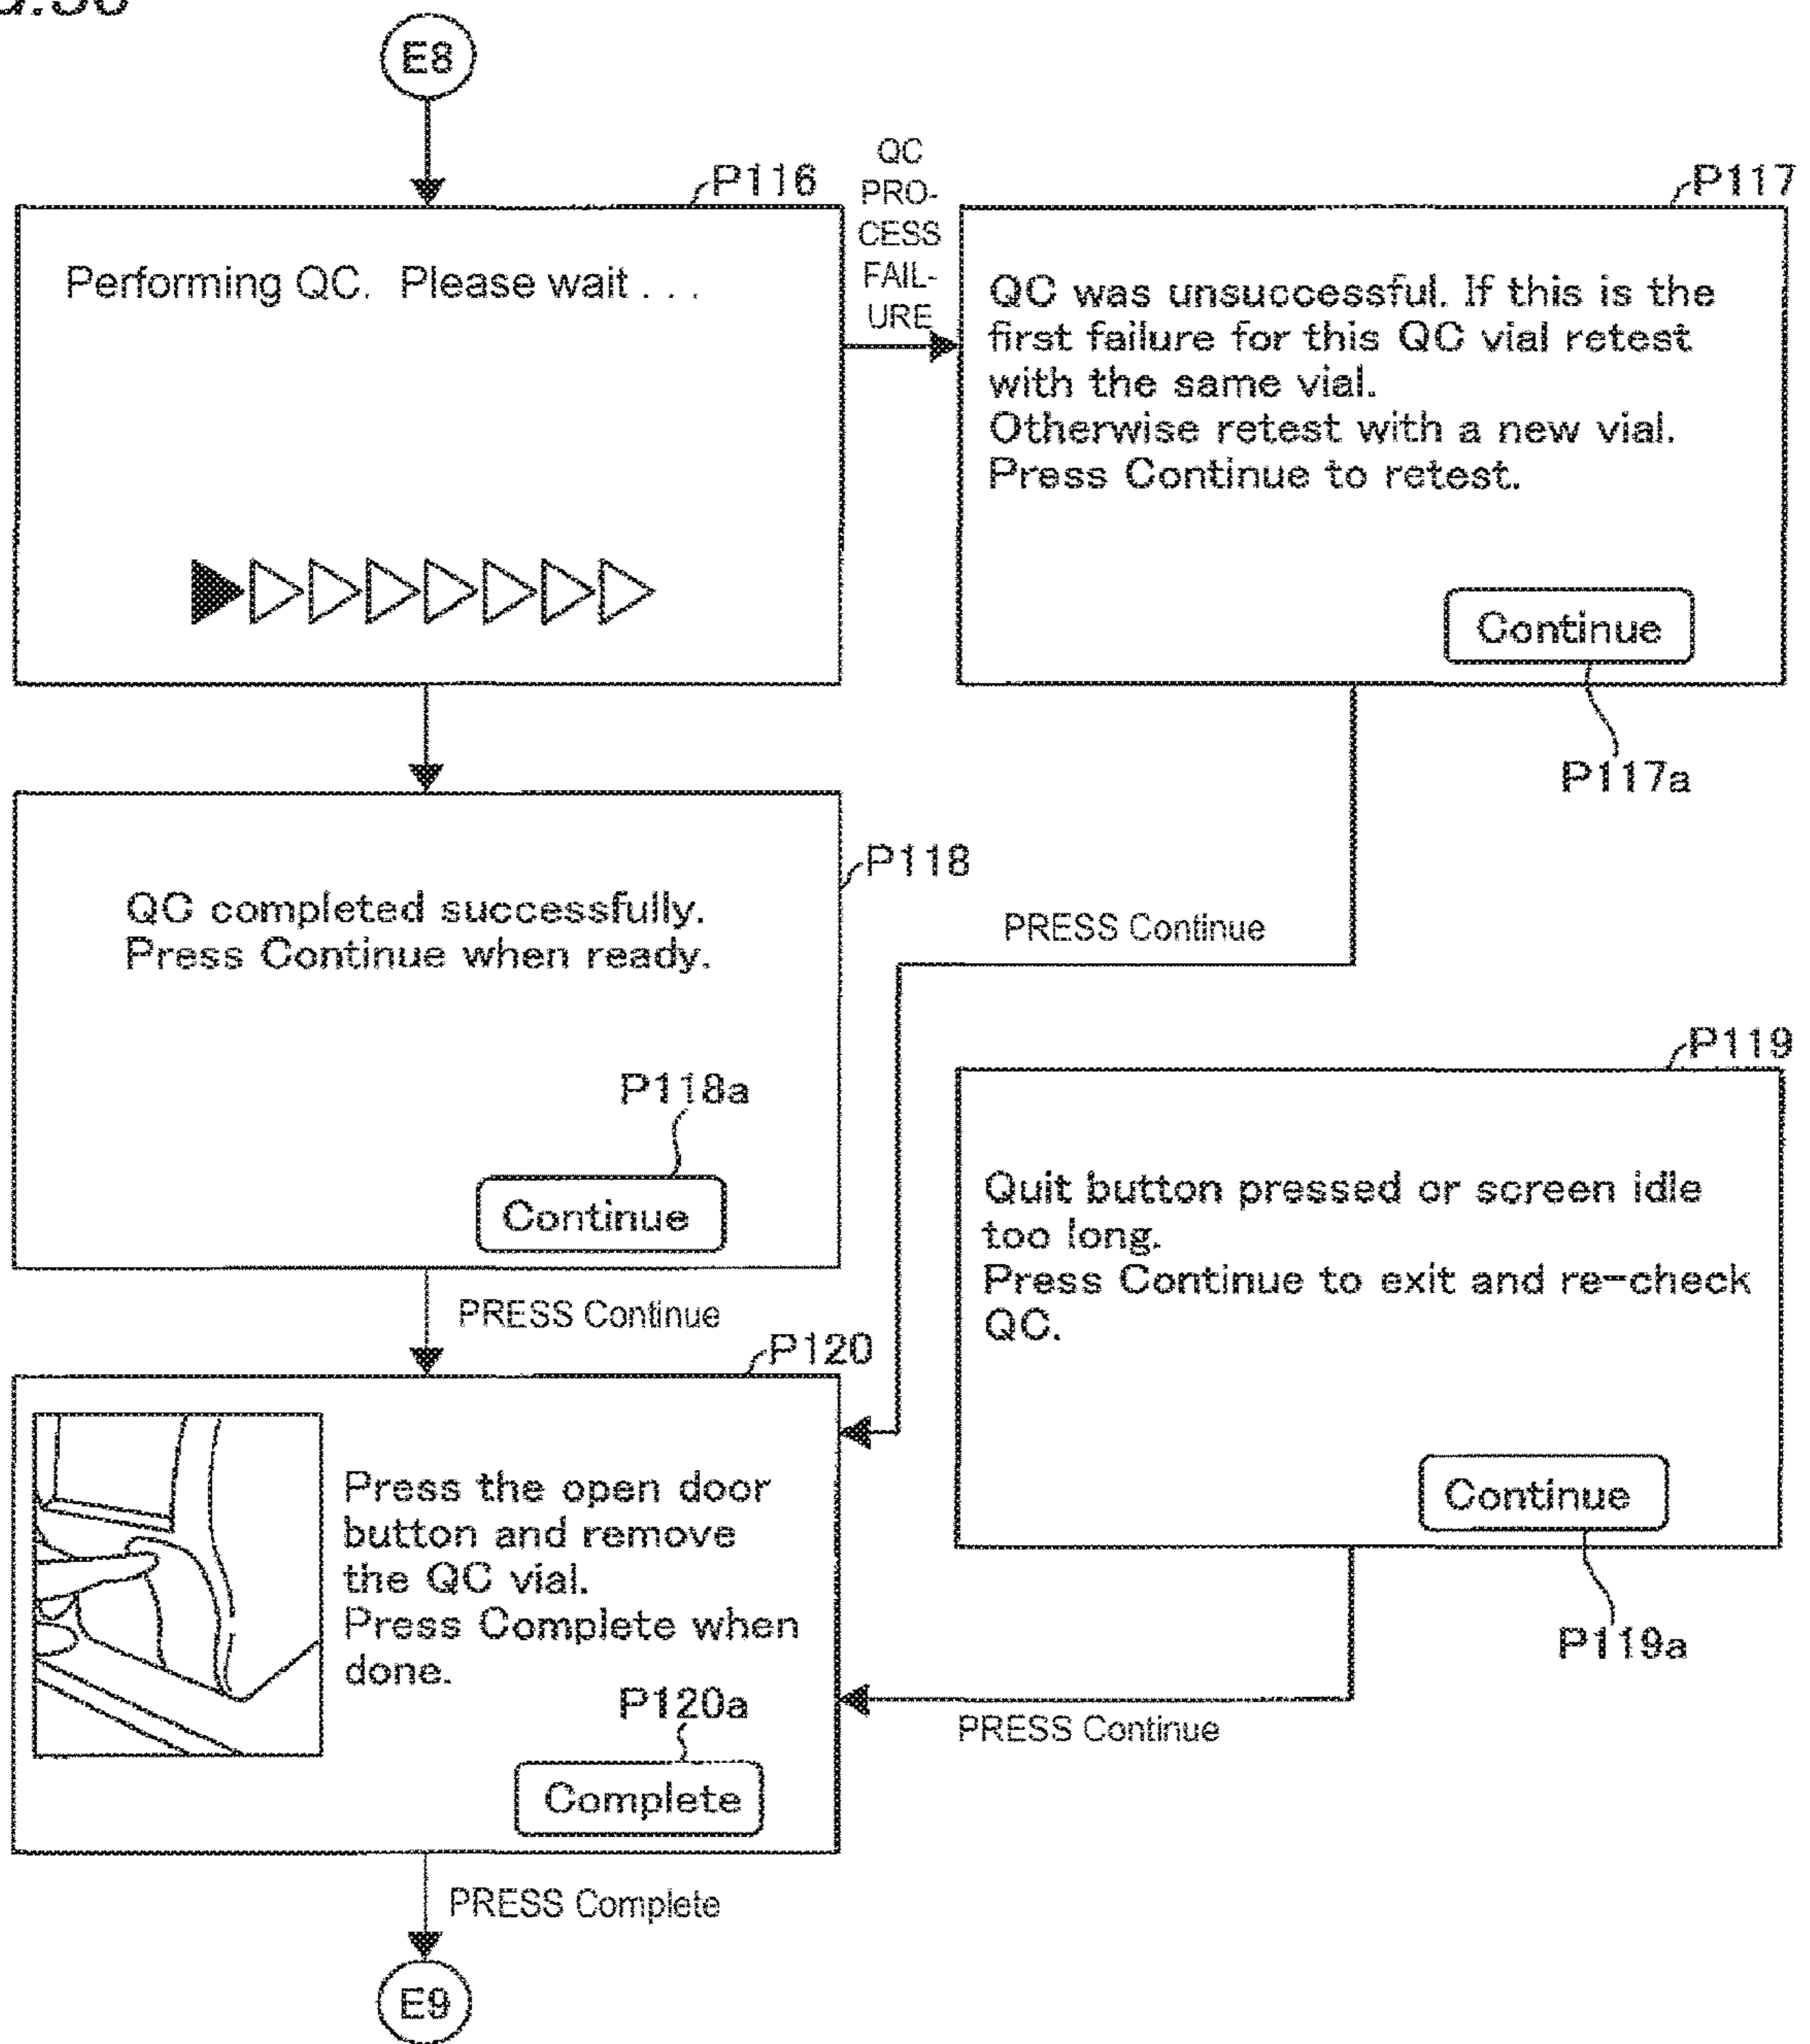 E8
P116
QC
PRO-
CESS
FAIL-
URE
P117
Performing QC. Please wait . . .
QC was unsuccessful. If this is the
first failure for this QC vial retest
with the same vial.
Otherwise retest with a new vial.
Press Continue to retest.
Continue
P117a
P118
QC completed successfully.
Press Continue when ready.
PRESS Continue
P118a
Continue
P119
Quit button pressed or screen idle
too long.
Press Continue to exit and re-check
QC.
Continue
P119a
PRESS Continue
PRESS Continue
P120
Press the open door
button and remove
the QC vial.
Press Complete when
done.
P120a
Complete
PRESS Complete
E9